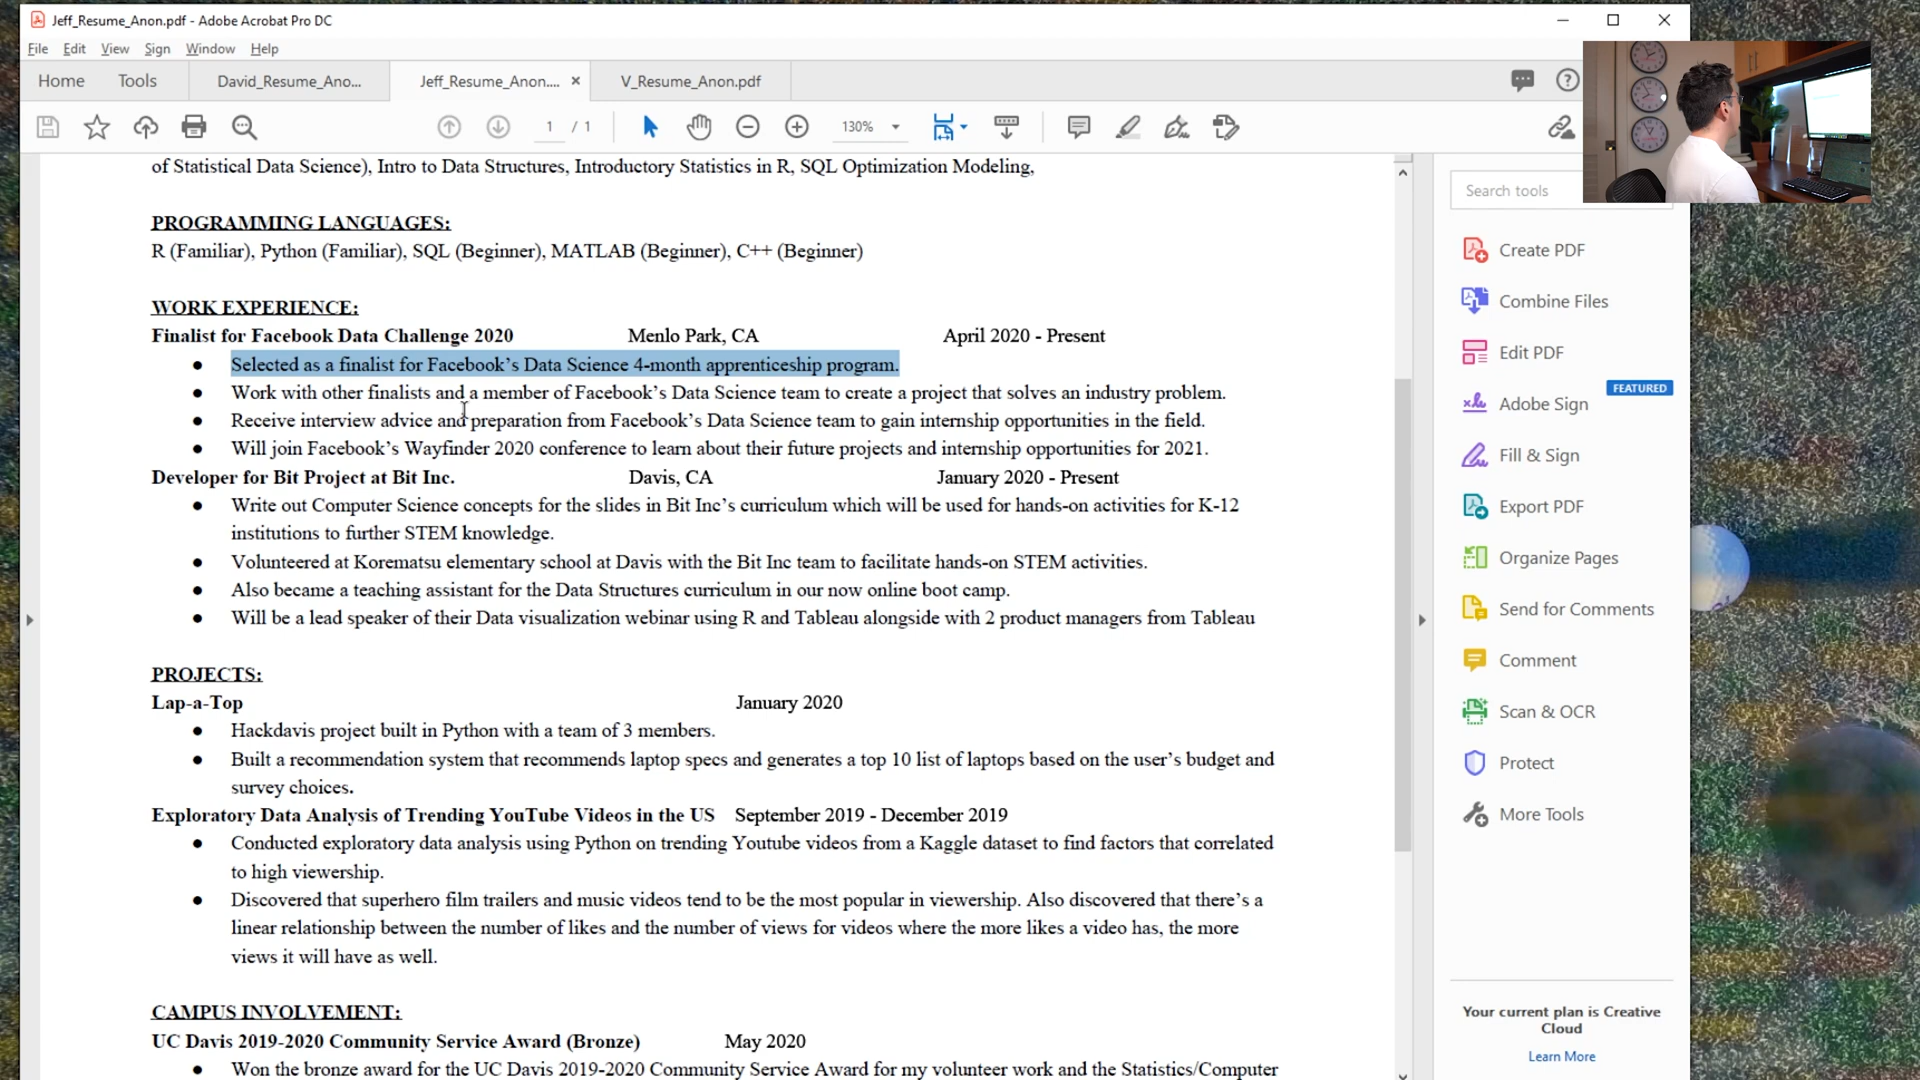 Jeff_Resume_Anon.pdf - Adobe Acrobat Pro DC
File Edit View Sign Window Help
Home Tools David_Resume_Ano... Jeff_Resume_Anon.... × V_Resume_Anon.pdf
1 / 1 130%
of Statistical Data Science), Intro to Data Structures, Introductory Statistics in R, SQL Optimization Modeling,
PROGRAMMING LANGUAGES:
R (Familiar), Python (Familiar), SQL (Beginner), MATLAB (Beginner), C++ (Beginner)
WORK EXPERIENCE:
Finalist for Facebook Data Challenge 2020 Menlo Park, CA April 2020 - Present
● Selected as a finalist for Facebook’s Data Science 4-month apprenticeship program.
● Work with other finalists and a member of Facebook’s Data Science team to create a project that solves an industry problem.
● Receive interview advice and preparation from Facebook’s Data Science team to gain internship opportunities in the field.
● Will join Facebook’s Wayfinder 2020 conference to learn about their future projects and internship opportunities for 2021.
Developer for Bit Project at Bit Inc. Davis, CA January 2020 - Present
● Write out Computer Science concepts for the slides in Bit Inc’s curriculum which will be used for hands-on activities for K-12
institutions to further STEM knowledge.
● Volunteered at Korematsu elementary school at Davis with the Bit Inc team to facilitate hands-on STEM activities.
● Also became a teaching assistant for the Data Structures curriculum in our now online boot camp.
● Will be a lead speaker of their Data visualization webinar using R and Tableau alongside with 2 product managers from Tableau
PROJECTS:
Lap-a-Top January 2020
● Hackdavis project built in Python with a team of 3 members.
● Built a recommendation system that recommends laptop specs and generates a top 10 list of laptops based on the user’s budget and
survey choices.
Exploratory Data Analysis of Trending YouTube Videos in the US September 2019 - December 2019
● Conducted exploratory data analysis using Python on trending Youtube videos from a Kaggle dataset to find factors that correlated
to high viewership.
● Discovered that superhero film trailers and music videos tend to be the most popular in viewership. Also discovered that there’s a
linear relationship between the number of likes and the number of views for videos where the more likes a video has, the more
views it will have as well.
CAMPUS INVOLVEMENT:
UC Davis 2019-2020 Community Service Award (Bronze) May 2020
● Won the bronze award for the UC Davis 2019-2020 Community Service Award for my volunteer work and the Statistics/Computer
Search tools
Create PDF
Combine Files
Edit PDF
FEATURED
Adobe Sign
Fill & Sign
Export PDF
Organize Pages
Send for Comments
Comment
Scan & OCR
Protect
More Tools
Your current plan is Creative
Cloud
Learn More